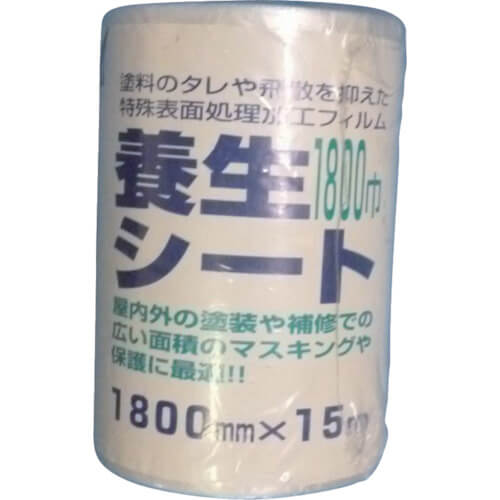 塗料のタレや飛散を抑えた
特殊表面処理加工フィルム
養生1800巾
シート
屋内外の塗装や補修での
広い面積のマスキングや
保護に最適!!
1800mm×15m